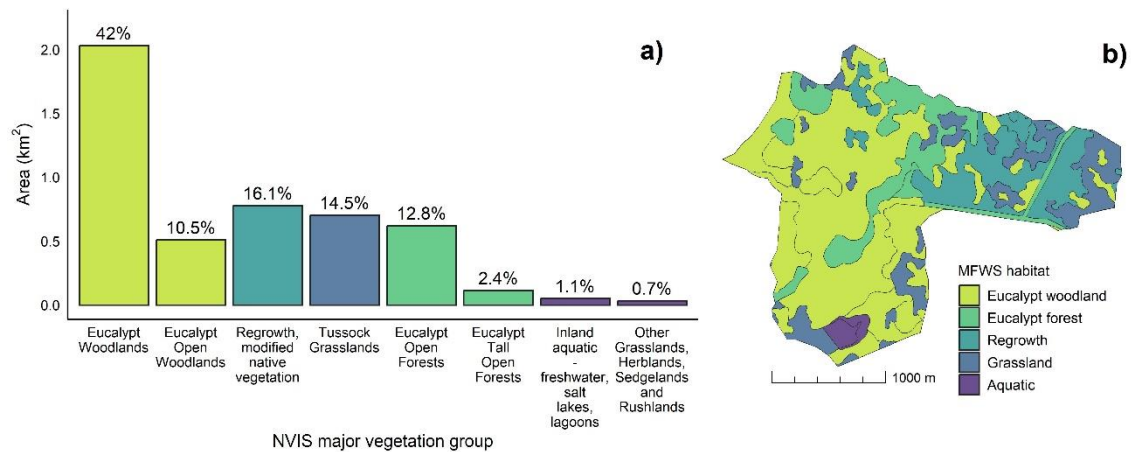 a)
Area (km²)
2.0
1.5
1.0
0.5
0.0
42%
10.5%
16.1%
14.5%
12.8%
2.4%
1.1%
0.7%
Eucalypt
Woodlands
Eucalypt
Open
Woodlands
Regrowth,
modified
native
vegetation
Tussock
Grasslands
Eucalypt
Open
Forests
Eucalypt
Tall
Open
Forests
Inland
aquatic
-
freshwater,
salt
lakes,
lagoons
Other
Grasslands,
Herblands,
Sedgelands
and
Rushlands
NVIS major vegetation group
b)
MFWS habitat
Eucalypt woodland
Eucalypt forest
Regrowth
Grassland
Aquatic
1000 m